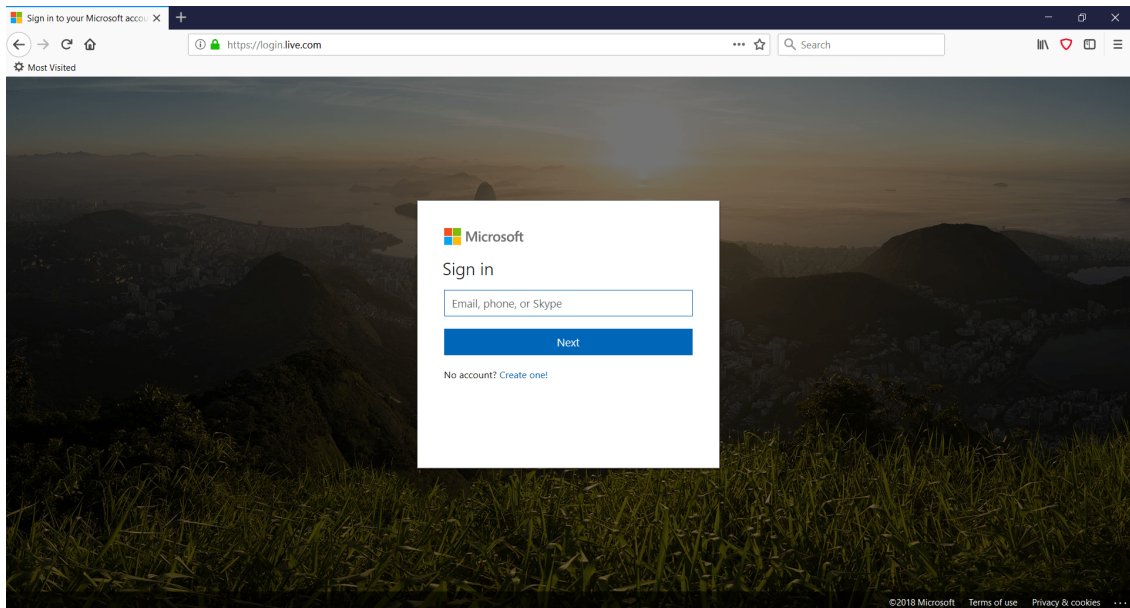 Sign in to your Microsoft accou
https://login.live.com
Search
Most Visited
Microsoft
Sign in
Email, phone, or Skype
Next
No account? Create one!
©2018 Microsoft Terms of use Privacy & cookies ...